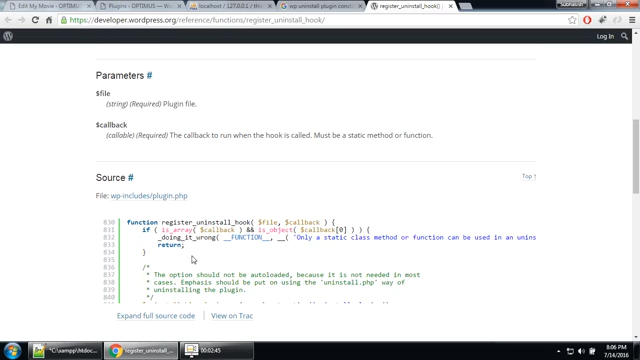 Edit My Movie - OPTIMUS
Plugins - OPTIMUS — W
localhost / 127.0.0.1 / th
wp uninstall plugin const
register_uninstall_hook()
Subhasish
https://developer.wordpress.org/reference/functions/register_uninstall_hook/
Log In
Parameters #
$file
(string) (Required) Plugin file.
$callback
(callable) (Required) The callback to run when the hook is called. Must be a static method or function.
Source #
Top ↑
File: wp-includes/plugin.php
830 function register_uninstall_hook( $file, $callback ) {
831 if ( is_array( $callback ) && is_object( $callback[0] ) ) {
832 _doing_it_wrong( __FUNCTION__, __( 'Only a static class method or function can be used in an unins
833 return;
834 }
835
836 /*
837 * The option should not be autoloaded, because it is not needed in most
838 * cases. Emphasis should be put on using the 'uninstall.php' way of
839 * uninstalling the plugin.
840 */
Expand full source code
View on Trac
*C:\xampp\htdoc...
register_uninstall_h...
00:02:45
8:06 PM
7/14/2016